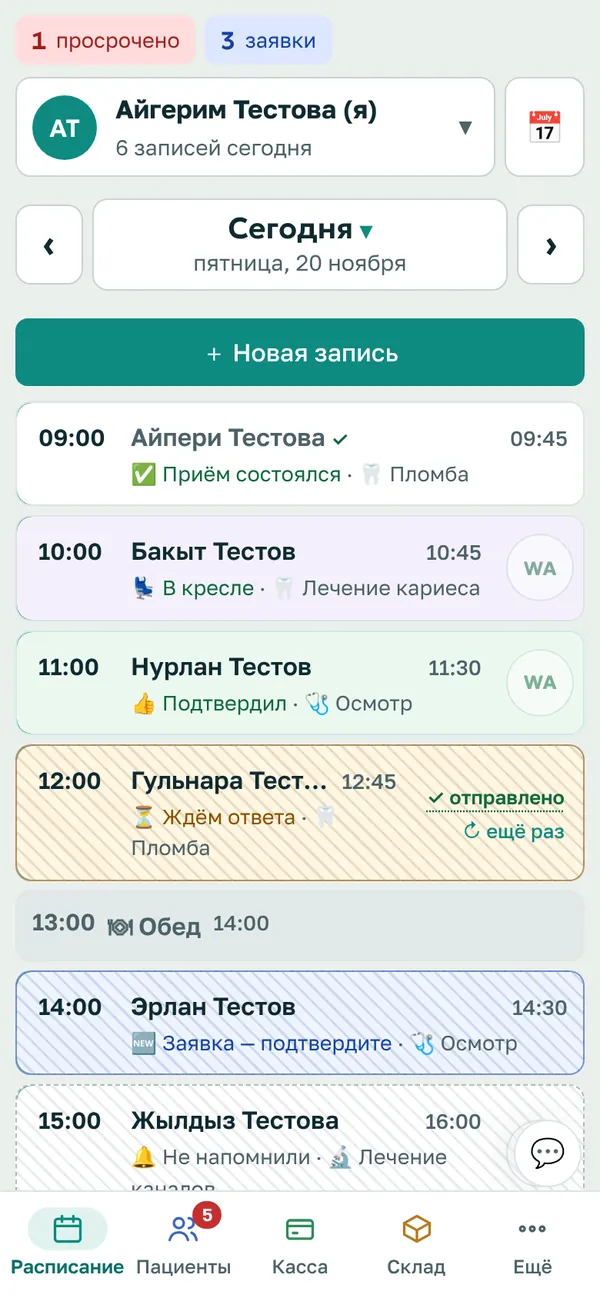 1 просрочено 3 заявки
АТ Айгерим Тестова (я) ▼
6 записей сегодня
July 17
‹ Сегодня ▼ ›
пятница, 20 ноября
+ Новая запись
09:00 Айпери Тестова ✓ 09:45
✅ Приём состоялся · 🦷 Пломба
10:00 Бакыт Тестов 10:45 WA
💺 В кресле · 🦷 Лечение кариеса
11:00 Нурлан Тестов 11:30 WA
👍 Подтвердил · 🩺 Осмотр
12:00 Гульнара Тест... 12:45
✓ отправлено
⏳ Ждём ответа · 🦷
Пломба
↻ ещё раз
13:00 🍽 Обед 14:00
14:00 Эрлан Тестов 14:30
🆕 Заявка — подтвердите · 🩺 Осмотр
15:00 Жылдыз Тестова 16:00
🔔 Не напомнили · 🔬 Лечение
каналов
5
Расписание Пациенты Касса Склад Ещё